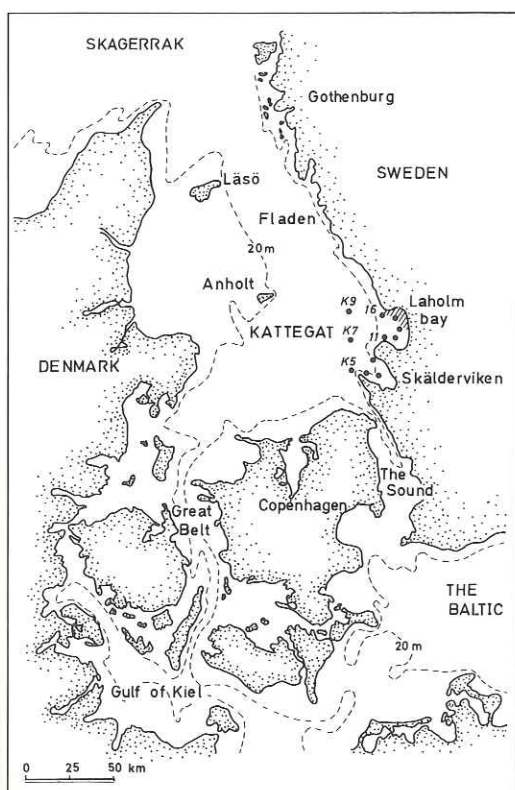 SKAGERRAK
Gothenburg
SWEDEN
Läsö
Fladen
20m
Anholt
K9
16
Laholm
bay
KATTEGAT
K7
11
DENMARK
K5
1
Skälderviken
The
Sound
Copenhagen
Great
Belt
THE
BALTIC
20 m
Gulf of Kiel
0 25 50 km